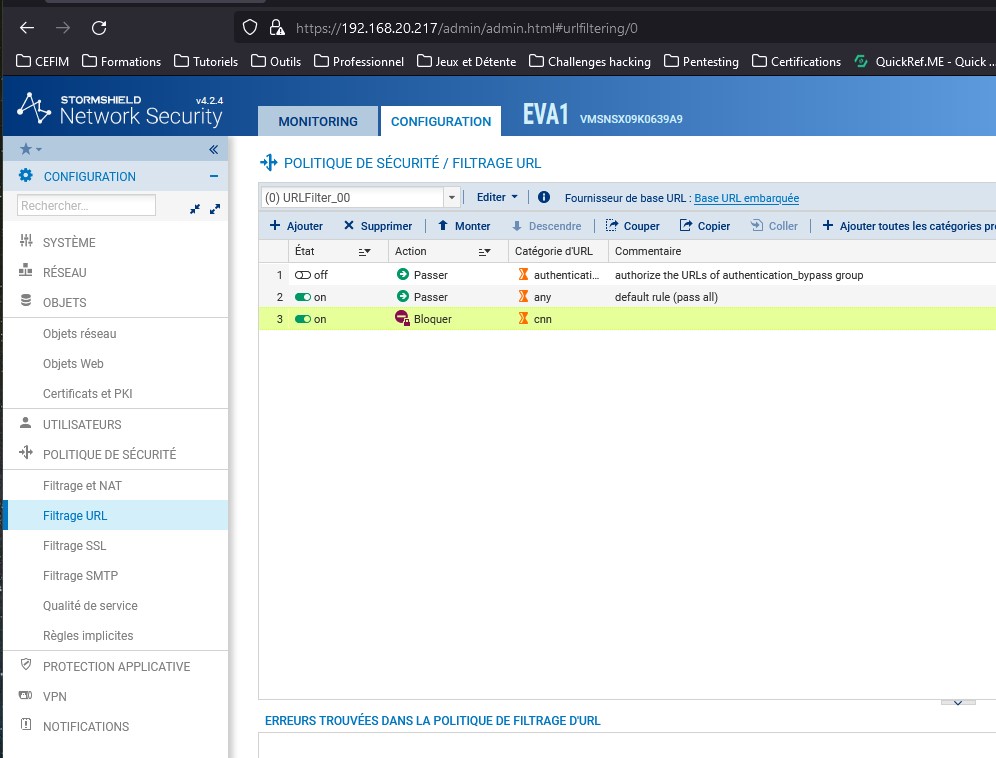 https://192.168.20.217/admin/admin.html#urlfiltering/0
CEFIM Formations Tutoriels Outils Professionnel Jeux et Détente Challenges hacking Pentesting Certifications QuickRef.ME - Quick ...
STORMSHIELD v4.2.4
Network Security
MONITORING CONFIGURATION EVA1 VMSNSX09K0639A9
CONFIGURATION
Rechercher...
SYSTÈME
RÉSEAU
OBJETS
Objets réseau
Objets Web
Certificats et PKI
UTILISATEURS
POLITIQUE DE SÉCURITÉ
Filtrage et NAT
Filtrage URL
Filtrage SSL
Filtrage SMTP
Qualité de service
Règles implicites
PROTECTION APPLICATIVE
VPN
NOTIFICATIONS
POLITIQUE DE SÉCURITÉ / FILTRAGE URL
(0) URLFilter_00 Editer Fournisseur de base URL : Base URL embarquée
Ajouter Supprimer Monter Descendre Couper Copier Coller Ajouter toutes les catégories pr
État Action Catégorie d'URL Commentaire
1 off Passer authenticati... authorize the URLs of authentication_bypass group
2 on Passer any default rule (pass all)
3 on Bloquer cnn
ERREURS TROUVÉES DANS LA POLITIQUE DE FILTRAGE D'URL